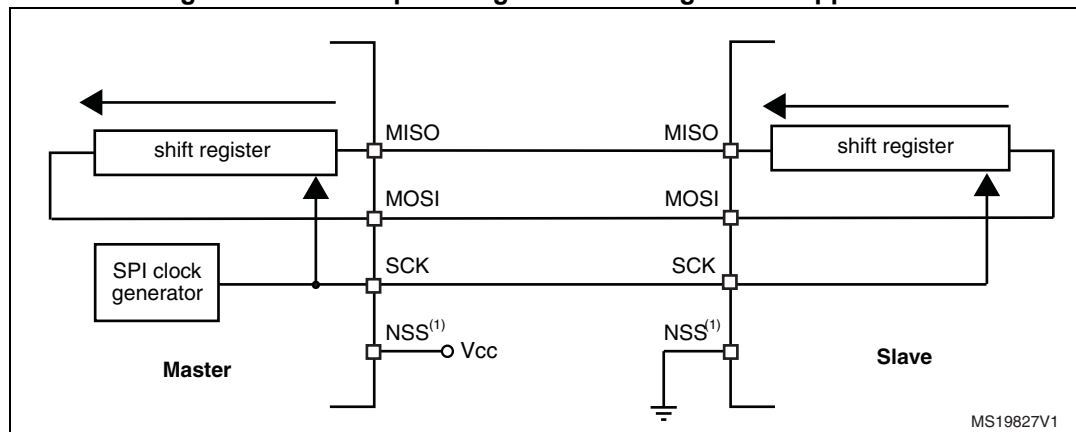 MISO
MISO
shift register
shift register
MOSI
MOSI
SPI clock
generator
SCK
SCK
NSS(1)
Vcc
NSS(1)
Master
Slave
MS19827V1